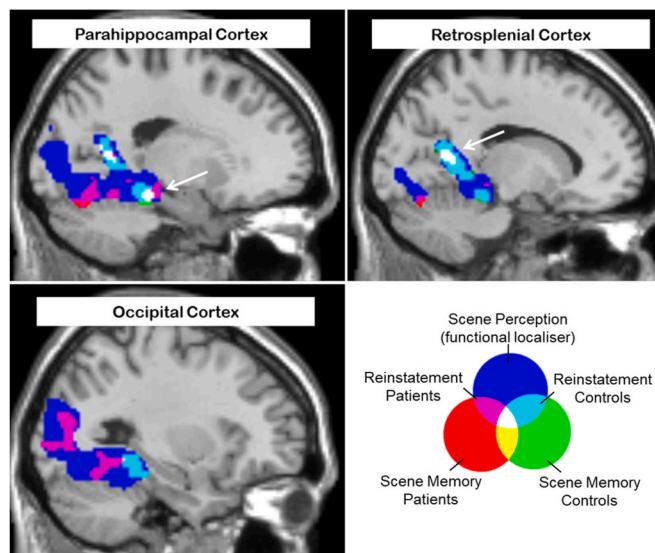 Parahippocampal Cortex
Retrosplenial Cortex
Occipital Cortex
Scene Perception
(functional localiser)
Reinstatement
Patients
Reinstatement
Controls
Scene Memory
Patients
Scene Memory
Controls